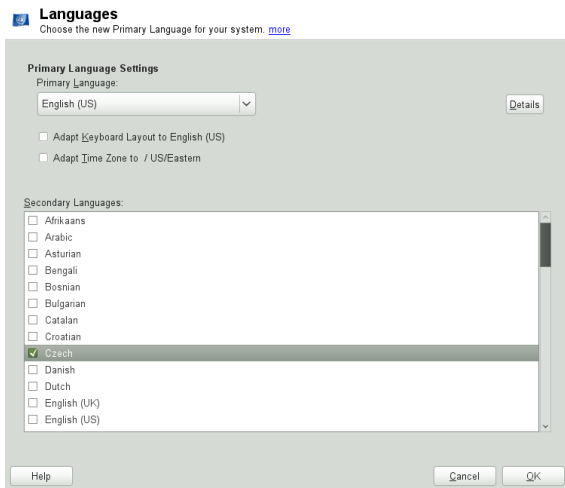 Languages
Choose the new Primary Language for your system. more
Primary Language Settings
Primary Language:
English (US)
Details
Adapt Keyboard Layout to English (US)
Adapt Time Zone to / US/Eastern
Secondary Languages:
Afrikaans
Arabic
Asturian
Bengali
Bosnian
Bulgarian
Catalan
Croatian
Czech
Danish
Dutch
English (UK)
English (US)
Help
Cancel
OK